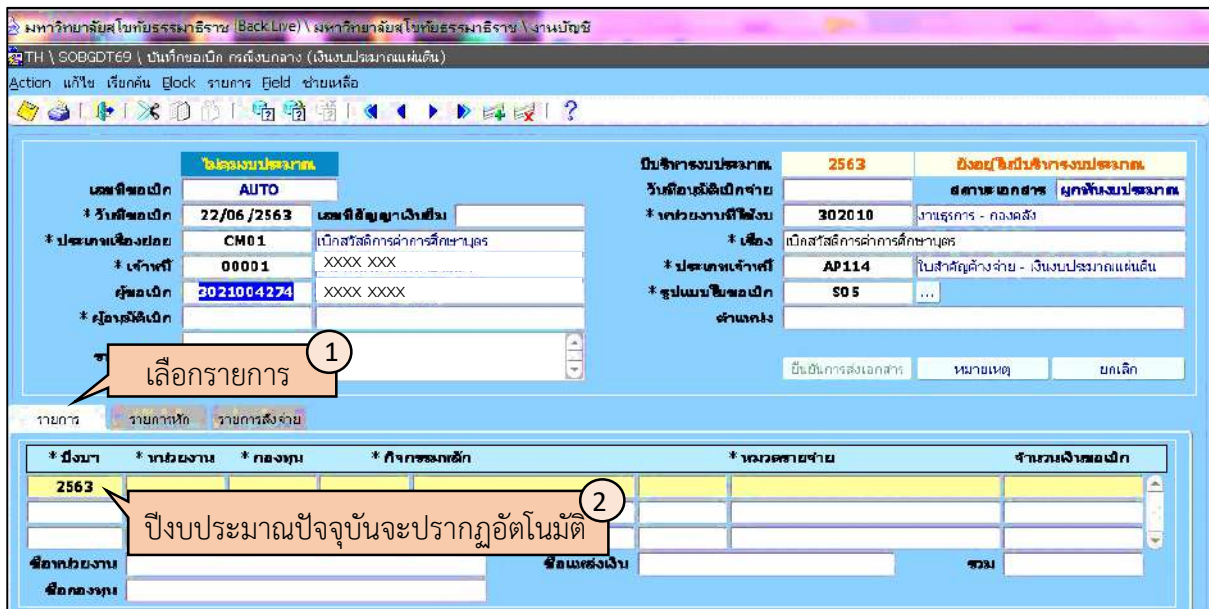 มหาวิทยาลัยสุโขทัยธรรมาธิราช (Back Live) \ มหาวิทยาลัยสุโขทัยธรรมาธิราช \ งานบัญชี
TH \ SOBGDT69 \ บันทึกขอเบิก กรณีงบกลาง (เงินงบประมาณแผ่นดิน)
Action แก้ไข เรียกค้น Block รายการ Field ช่วยเหลือ
ไม่คุมงบประมาณ ปีบริหารงบประมาณ 2563 ยังอยู่ในปีบริหารงบประมาณ
เลขที่ขอเบิก AUTO วันที่อนุมัติเบิกจ่าย สถานะเอกสาร ผูกพันงบประมาณ
* วันที่ขอเบิก 22/06/2563 เลขที่สัญญาเงินยืม * หน่วยงานที่ใช้งบ 302010 งานธุรการ - กองคลัง
* ประเภทเรื่องย่อย CM01 เบิกสวัสดิการค่าการศึกษาบุตร * เรื่อง เบิกสวัสดิการค่าการศึกษาบุตร
* เจ้าหนี้ 00001 XXXX XXX * ประเภทเจ้าหนี้ AP114 ใบสำคัญค้างจ่าย - เงินงบประมาณแผ่นดิน
ผู้ขอเบิก 3021004274 XXXX XXXX * รูปแบบใบขอเบิก S05 ...
* ผู้อนุมัติเบิก ตำแหน่ง
เลือกรายการ 1
ยืนยันการส่งเอกสาร หมายเหตุ ยกเลิก
รายการ รายการหัก รายการสั่งจ่าย
* ปีงบฯ * หน่วยงาน * กองทุน * กิจกรรมหลัก * หมวดรายจ่าย จำนวนเงินขอเบิก
2563
ปีงบประมาณปัจจุบันจะปรากฏอัตโนมัติ 2
ชื่อหน่วยงาน ชื่อแหล่งเงิน รวม
ชื่อกองทุน